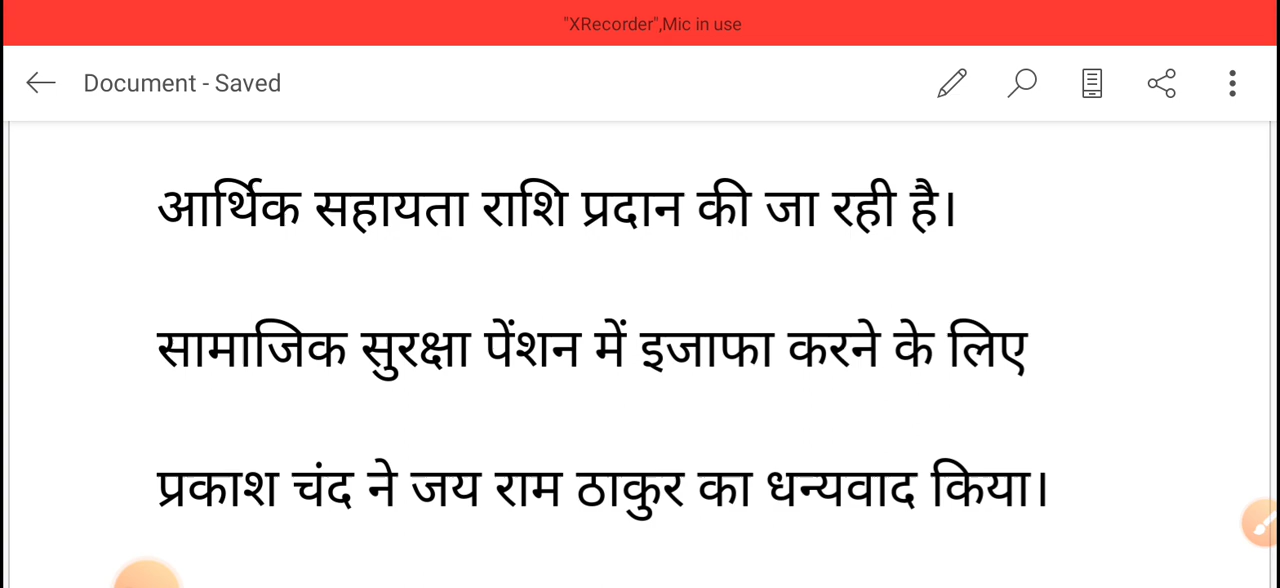 "XRecorder",Mic in use
Document - Saved
आर्थिक सहायता राशि प्रदान की जा रही है।
सामाजिक सुरक्षा पेंशन में इजाफा करने के लिए
प्रकाश चंद ने जय राम ठाकुर का धन्यवाद किया।